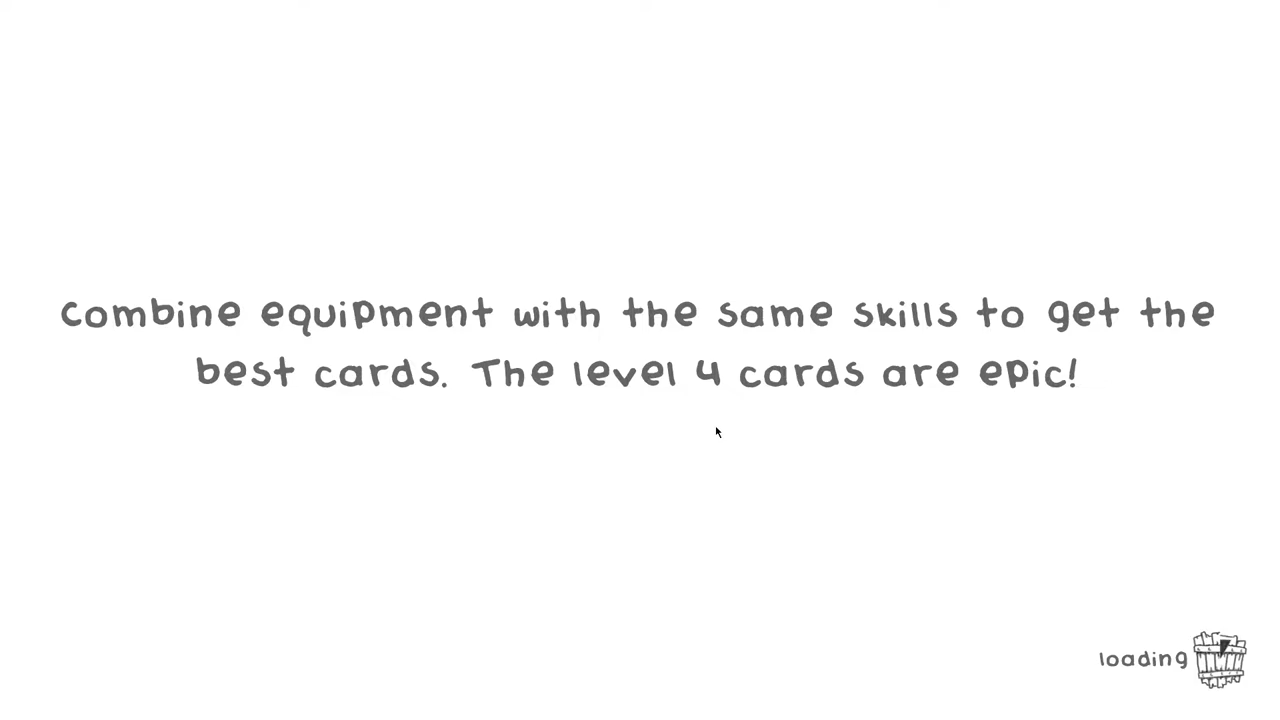 combine equipment with the same skills to get the
best cards. The level 4 cards are epic!
loading